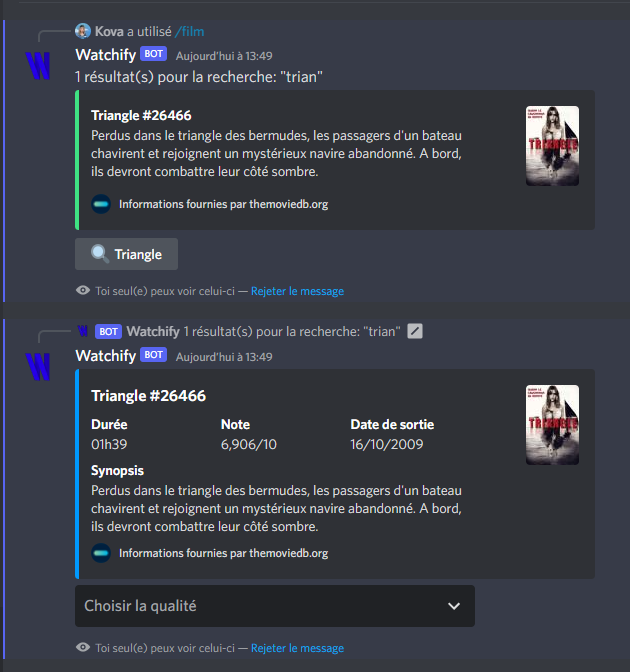 Kova a utilisé /film
Watchify BOT Aujourd'hui à 13:49
1 résultat(s) pour la recherche: "trian"
Triangle #26466
Perdus dans le triangle des bermudes, les passagers d'un bateau
chavirent et rejoignent un mystérieux navire abandonné. A bord,
ils devront combattre leur côté sombre.
TRIANGLE
Informations fournies par themoviedb.org
Triangle
Toi seul(e) peux voir celui-ci — Rejeter le message
BOT Watchify 1 résultat(s) pour la recherche: "trian"
Watchify BOT Aujourd'hui à 13:49
Triangle #26466
Durée Note Date de sortie
01h39 6,906/10 16/10/2009
TRIANGLE
Synopsis
Perdus dans le triangle des bermudes, les passagers d'un bateau
chavirent et rejoignent un mystérieux navire abandonné. A bord,
ils devront combattre leur côté sombre.
Informations fournies par themoviedb.org
Choisir la qualité
Toi seul(e) peux voir celui-ci — Rejeter le message